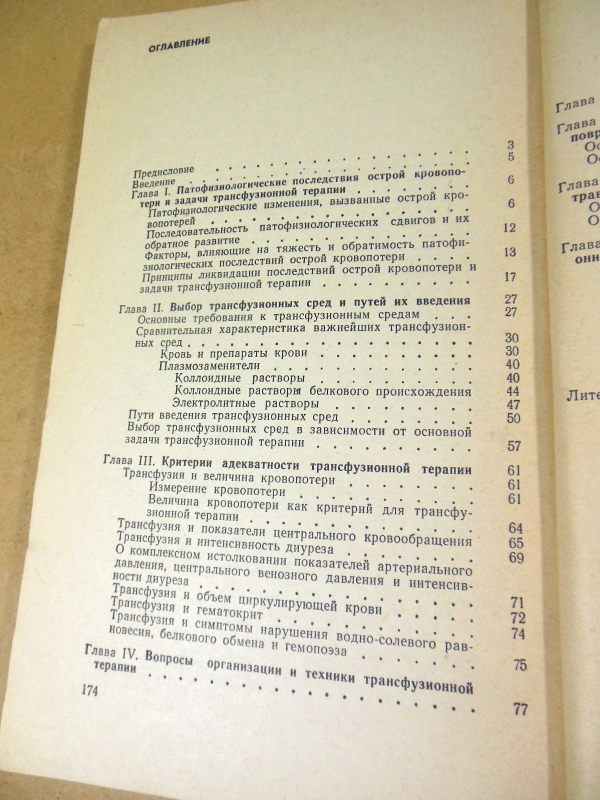 ОГЛАВЛЕНИЕ
Предисловие . . . . . . . . . . . . 3
Введение . . . . . . . . . . . . 5
Глава I. Патофизиологические последствия острой кровопо-
тери и задачи трансфузионной терапии . . . . . . 6
Патофизиологические изменения, вызванные острой кро-
вопотерей . . . . . . . . . . . . 6
Последовательность патофизиологических сдвигов и их
обратное развитие . . . . . . . . . . 12
Факторы, влияющие на тяжесть и обратимость патофи-
зиологических последствий острой кровопотери . . . . 13
Принципы ликвидации последствий острой кровопотери и
задачи трансфузионной терапии . . . . . . . 17
Глава II. Выбор трансфузионных сред и путей их введения 27
Основные требования к трансфузионным средам . . . 27
Сравнительная характеристика важнейших трансфузион-
ных сред . . . . . . . . . . . . 30
Кровь и препараты крови . . . . . . . . 30
Плазмозаменители . . . . . . . . . 40
Коллоидные растворы . . . . . . . . 40
Коллоидные растворы белкового происхождения 44
Электролитные растворы . . . . . . . 47
Пути введения трансфузионных сред . . . . . . 50
Выбор трансфузионных сред в зависимости от основной
задачи трансфузионной терапии . . . . . . . 57
Глава III. Критерии адекватности трансфузионной терапии 61
Трансфузия и величина кровопотери . . . . . . 61
Измерение кровопотери . . . . . . . . 61
Величина кровопотери как критерий для трансфу-
зионной терапии . . . . . . . . . . 64
Трансфузия и показатели центрального кровообращения 65
Трансфузия и интенсивность диуреза . . . . . . 69
О комплексном истолковании показателей артериального
давления, центрального венозного давления и интенсив-
ности диуреза . . . . . . . . . . . 71
Трансфузия и объем циркулирующей крови . . . . 72
Трансфузия и гематокрит . . . . . . . . 74
Трансфузия и симптомы нарушения водно-солевого рав-
новесия, белкового обмена и гемопоэза . . . . . 75
Глава IV. Вопросы организации и техники трансфузионной
терапии . . . . . . . . . . . . . 77
174
Глава
Глава
повр
Ос
Ос
Глава
тран
О
О
Глава
онн
Лите